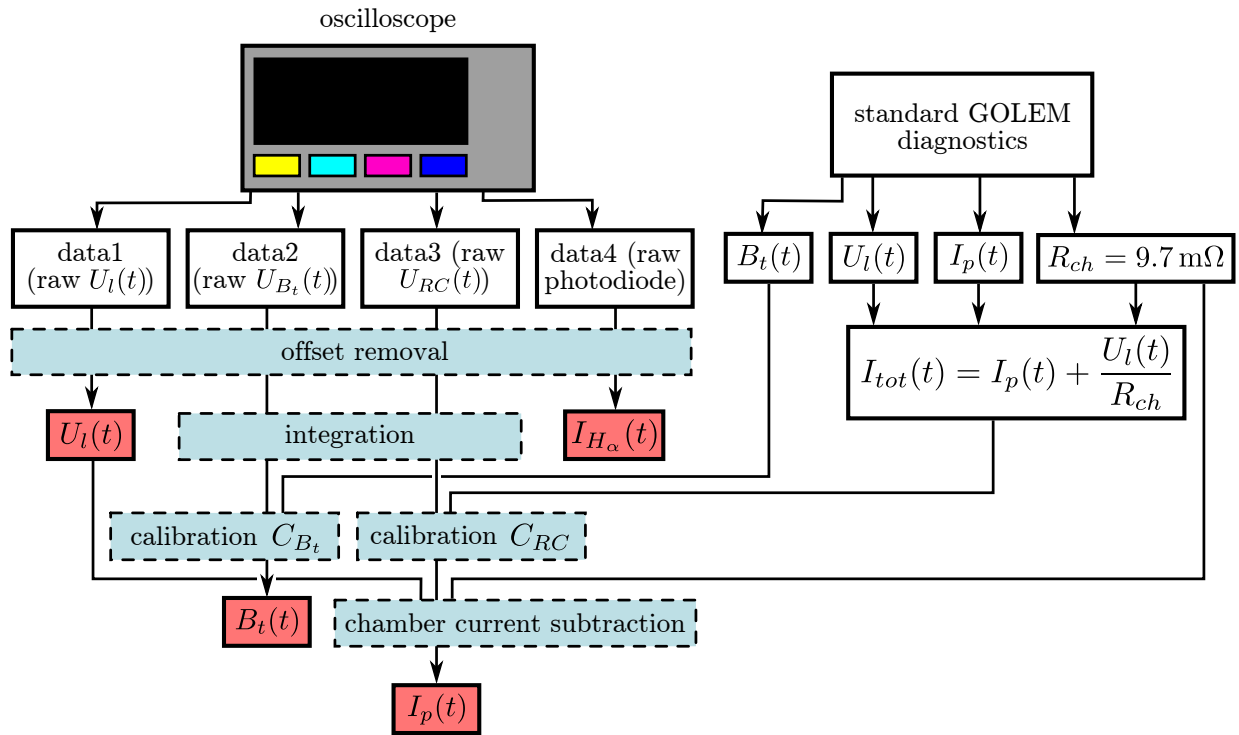 oscilloscope
standard GOLEM
diagnostics
data1
(raw U_l(t))
data2
(raw U_{B_t}(t))
data3 (raw
U_{RC}(t))
data4 (raw
photodiode)
B_t(t)
U_l(t)
I_p(t)
R_{ch} = 9.7 mΩ
offset removal
I_{tot}(t) = I_p(t) + \frac{U_l(t)}{R_{ch}}
U_l(t)
integration
I_{H_α}(t)
calibration C_{B_t}
calibration C_{RC}
B_t(t)
chamber current subtraction
I_p(t)